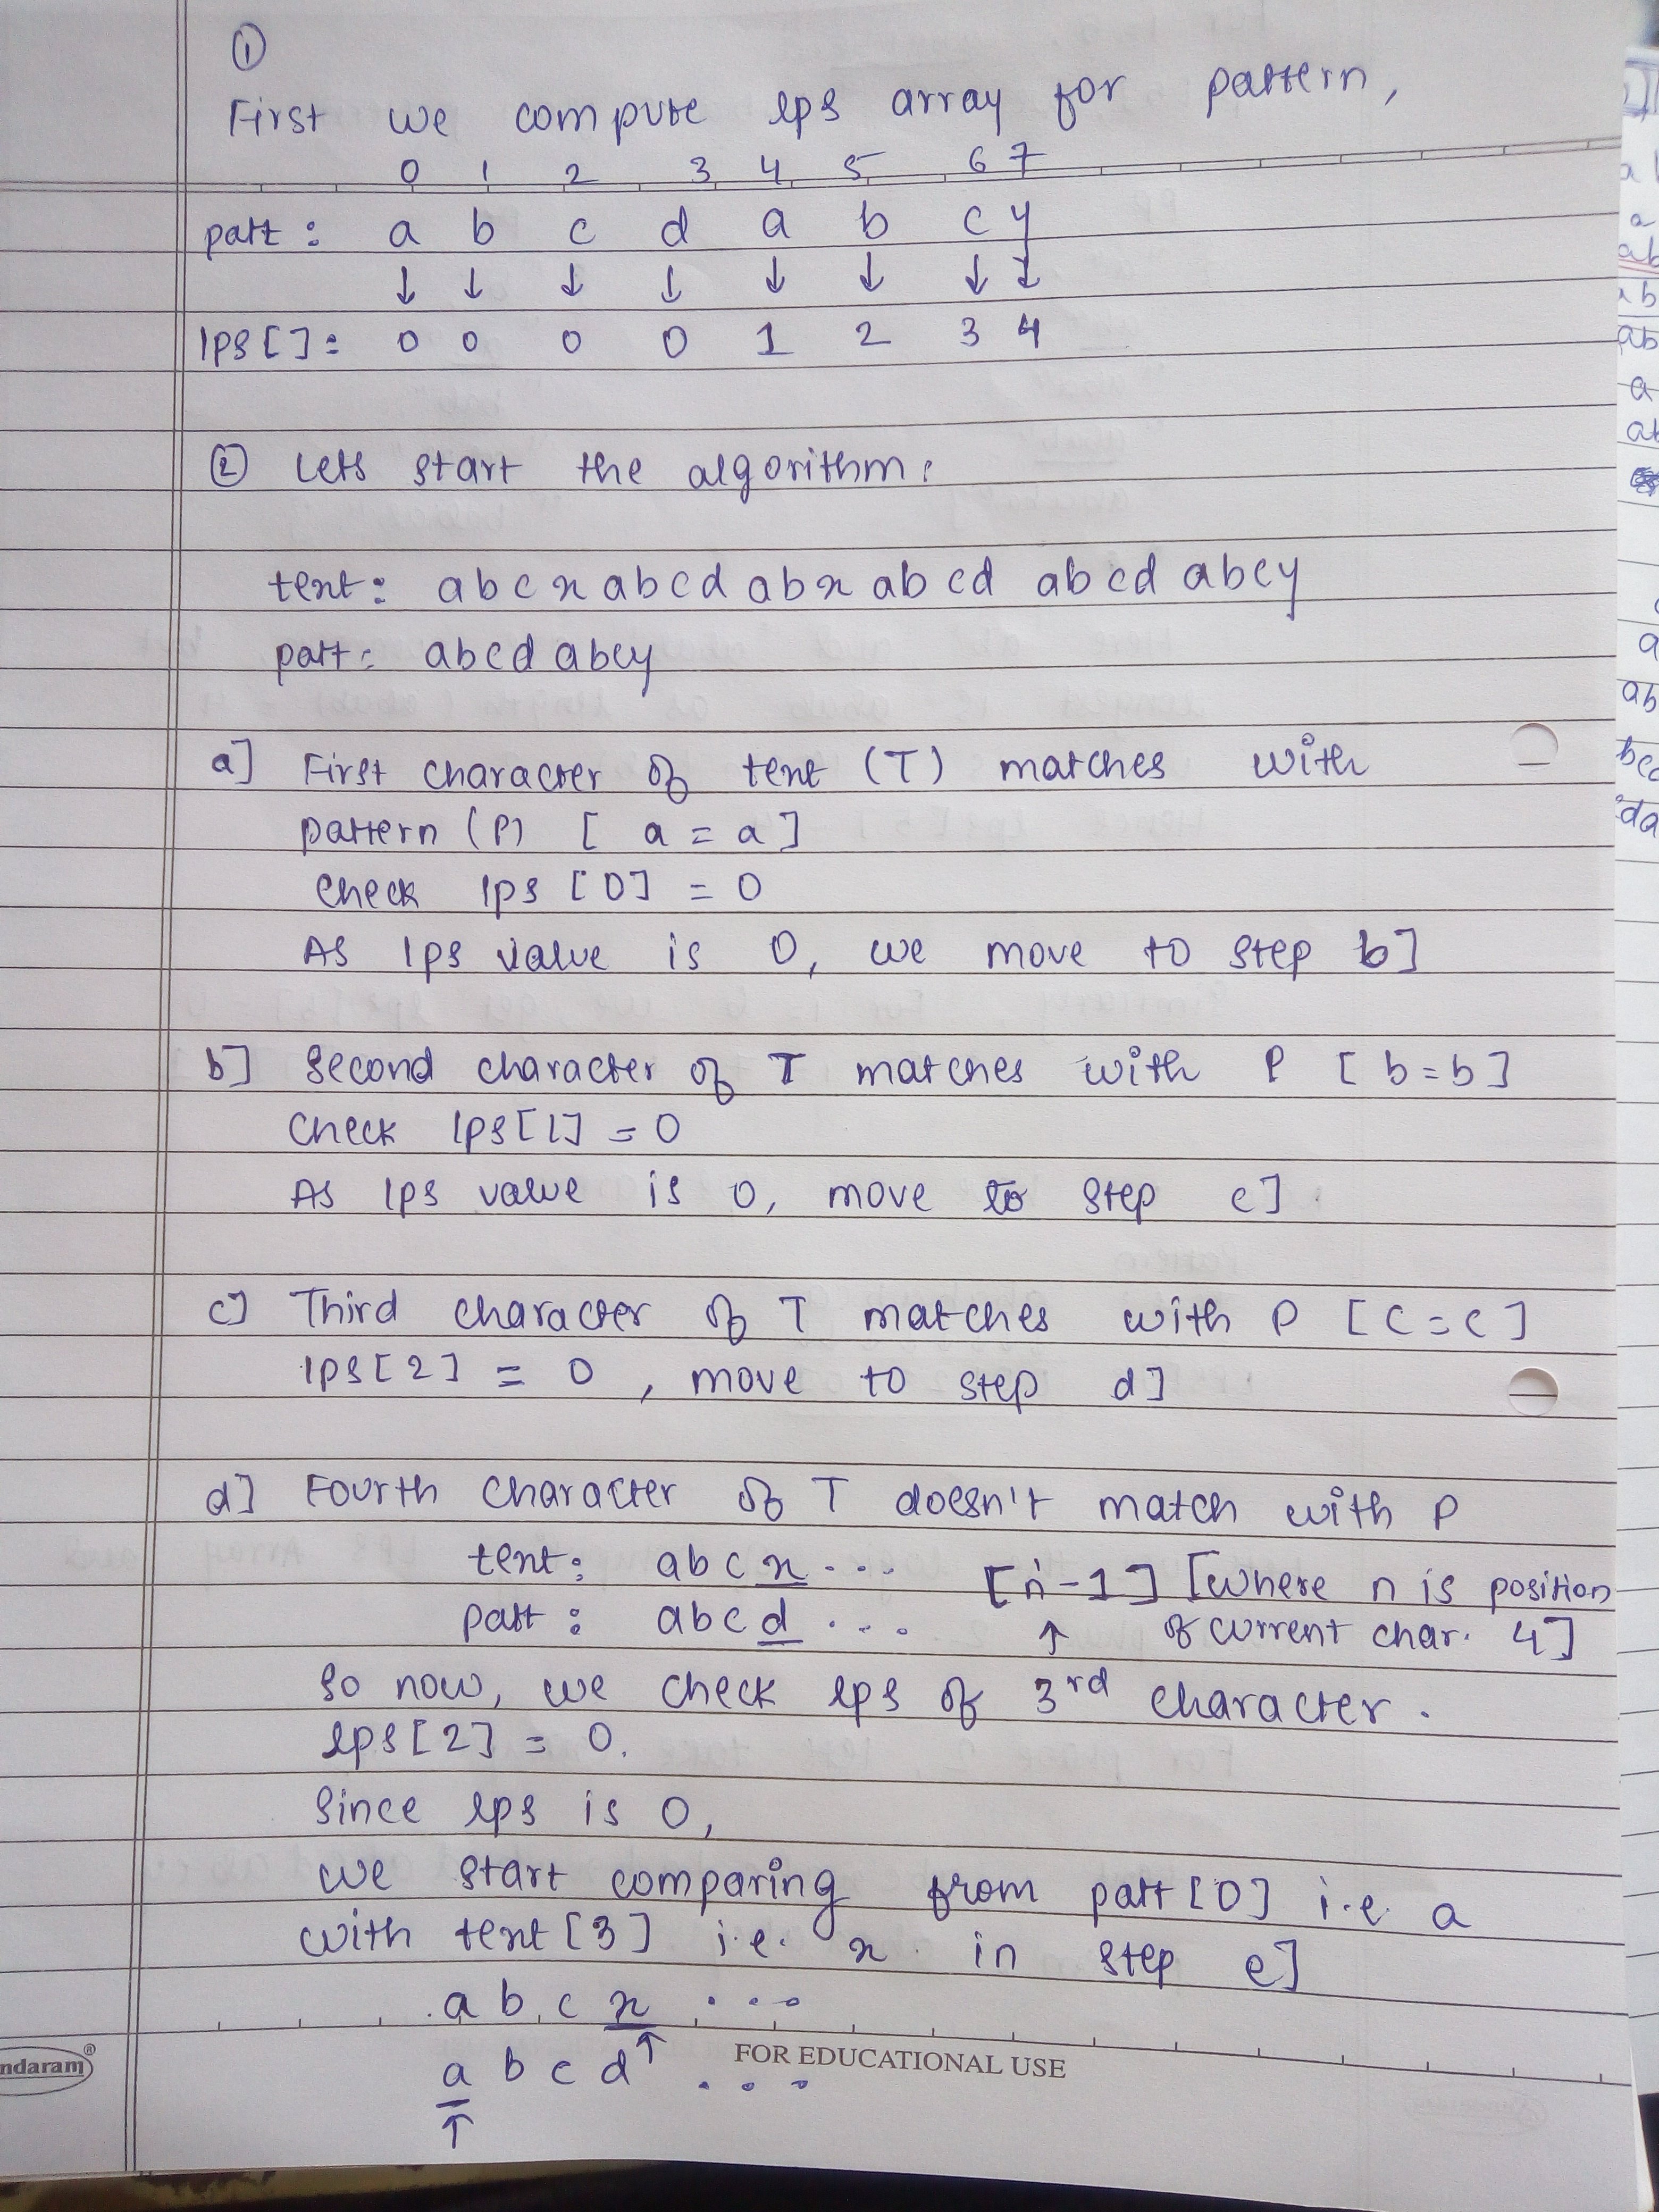 ①
First we compute lps array for pattern,
0 1 2 3 4 5 6 7
patt : a b c d a b c y
↓ ↓ ↓ ↓ ↓ ↓ ↓ ↓
lps[]: 0 0 0 0 1 2 3 4
② Lets start the algorithm:
text: abcxabcdabxabcd abcd abcy
patt: abcd abcy
a] First character of text (T) matches with
pattern (P) [ a = a ]
Check lps [0] = 0
As lps value is 0, we move to step b]
b] Second character of T matches with P [ b = b ]
Check lps[1] = 0
As lps value is 0, move to step c]
c] Third character of T matches with P [ c = c ]
lps[2] = 0 , move to step d]
d] Fourth character of T doesn't match with P
text: abcx ... [n-1] [where n is position
patt : abcd ... ↑ of current char. 4]
So now, we check lps of 3rd character.
lps[2] = 0.
Since lps is 0,
we start comparing from patt[0] i.e. a
with text[3] i.e. x in step e]
a b c x ...
↑
a b c d ...
↑
ndaram®
FOR EDUCATIONAL USE